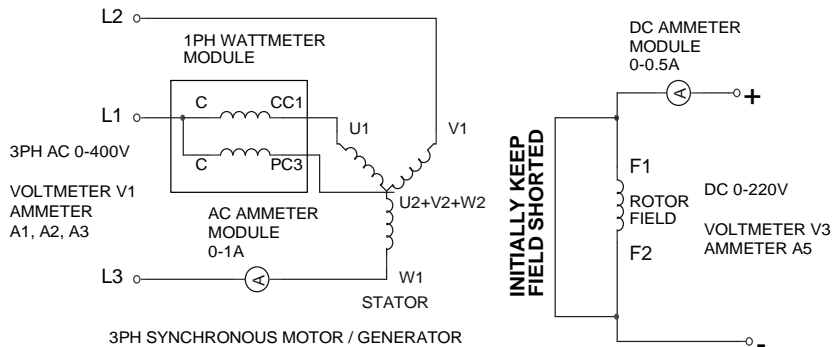 L2
1PH WATTMETER
MODULE
C
CC1
L1
U1
V1
3PH AC 0-400V
C
PC3
VOLTMETER V1
AMMETER
A1, A2, A3
U2+V2+W2
AC AMMETER
MODULE
0-1A
L3
A
W1
STATOR
3PH SYNCHRONOUS MOTOR / GENERATOR
DC AMMETER
MODULE
0-0.5A
A
+
INITIALLY KEEP
FIELD SHORTED
F1
ROTOR
FIELD
F2
DC 0-220V
VOLTMETER V3
AMMETER A5
-